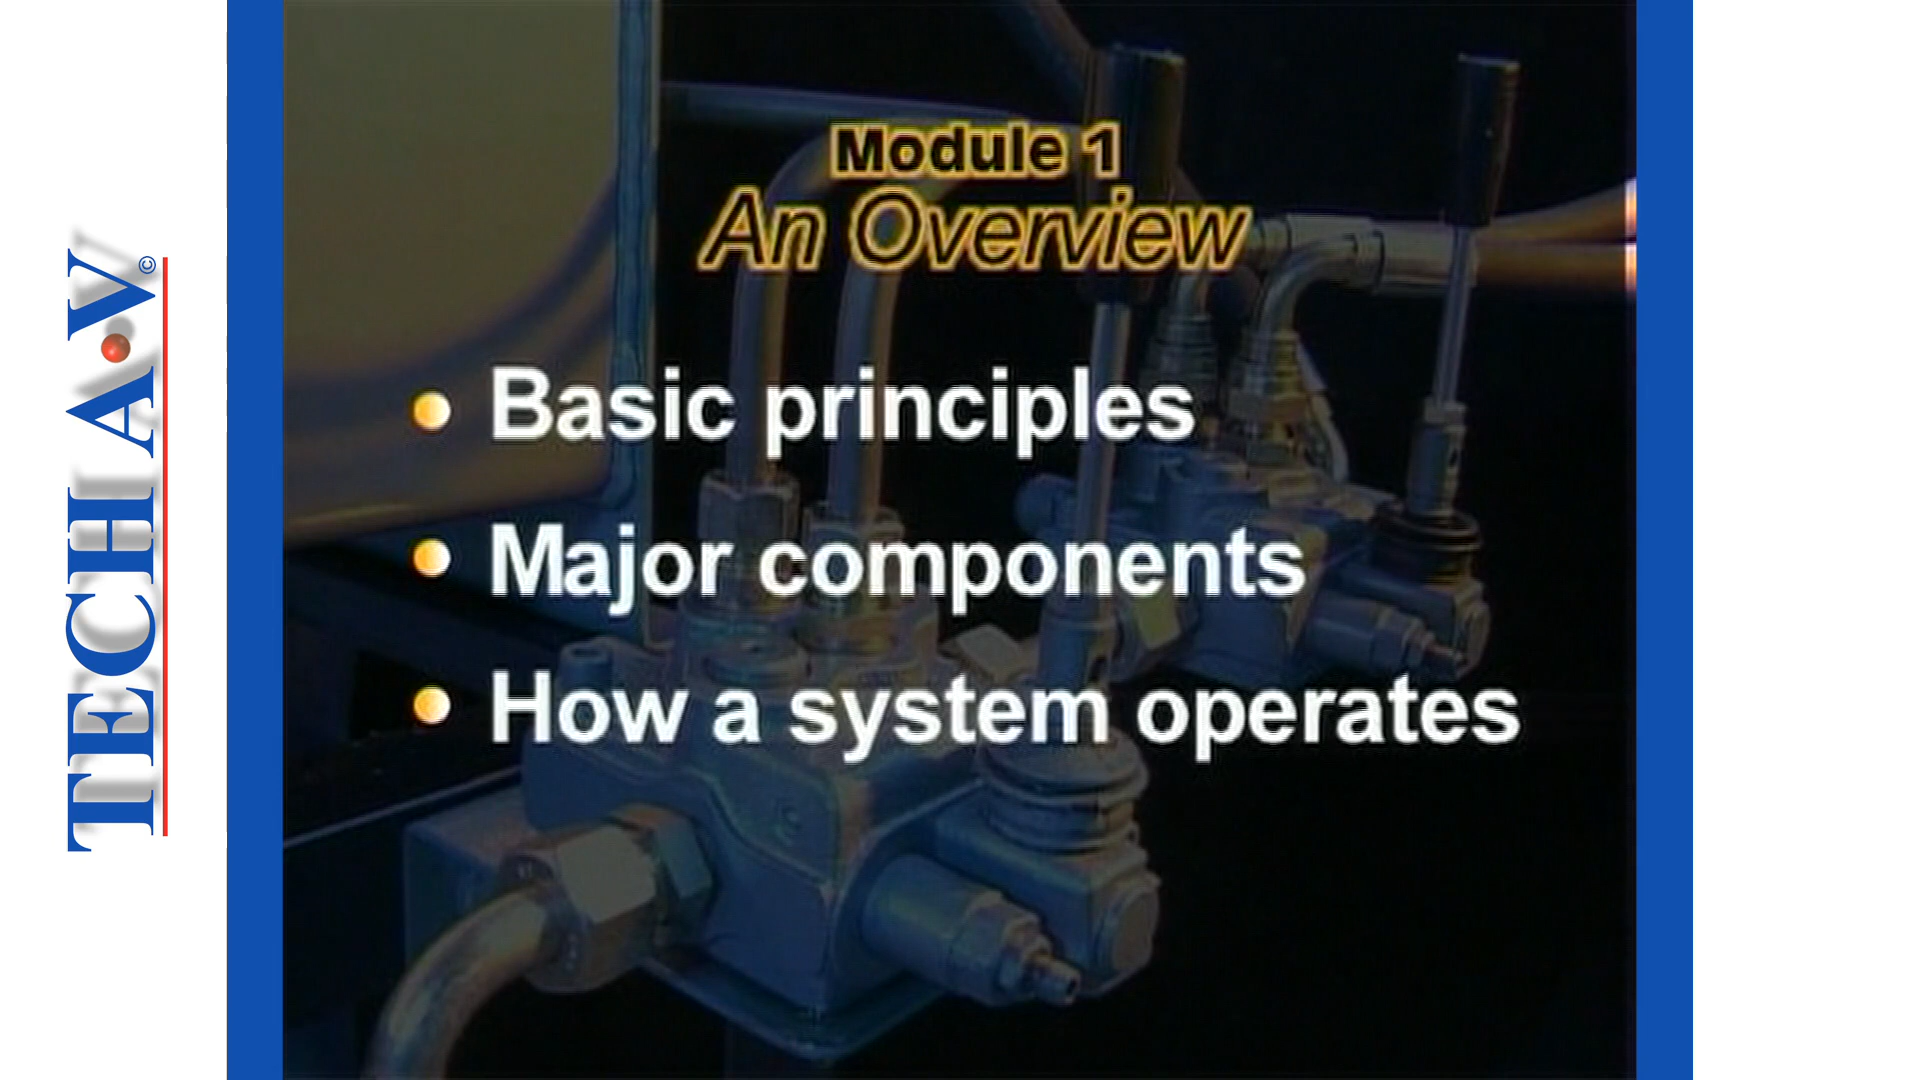 TECH A.V ©
Module 1
An Overview
• Basic principles
• Major components
• How a system operates